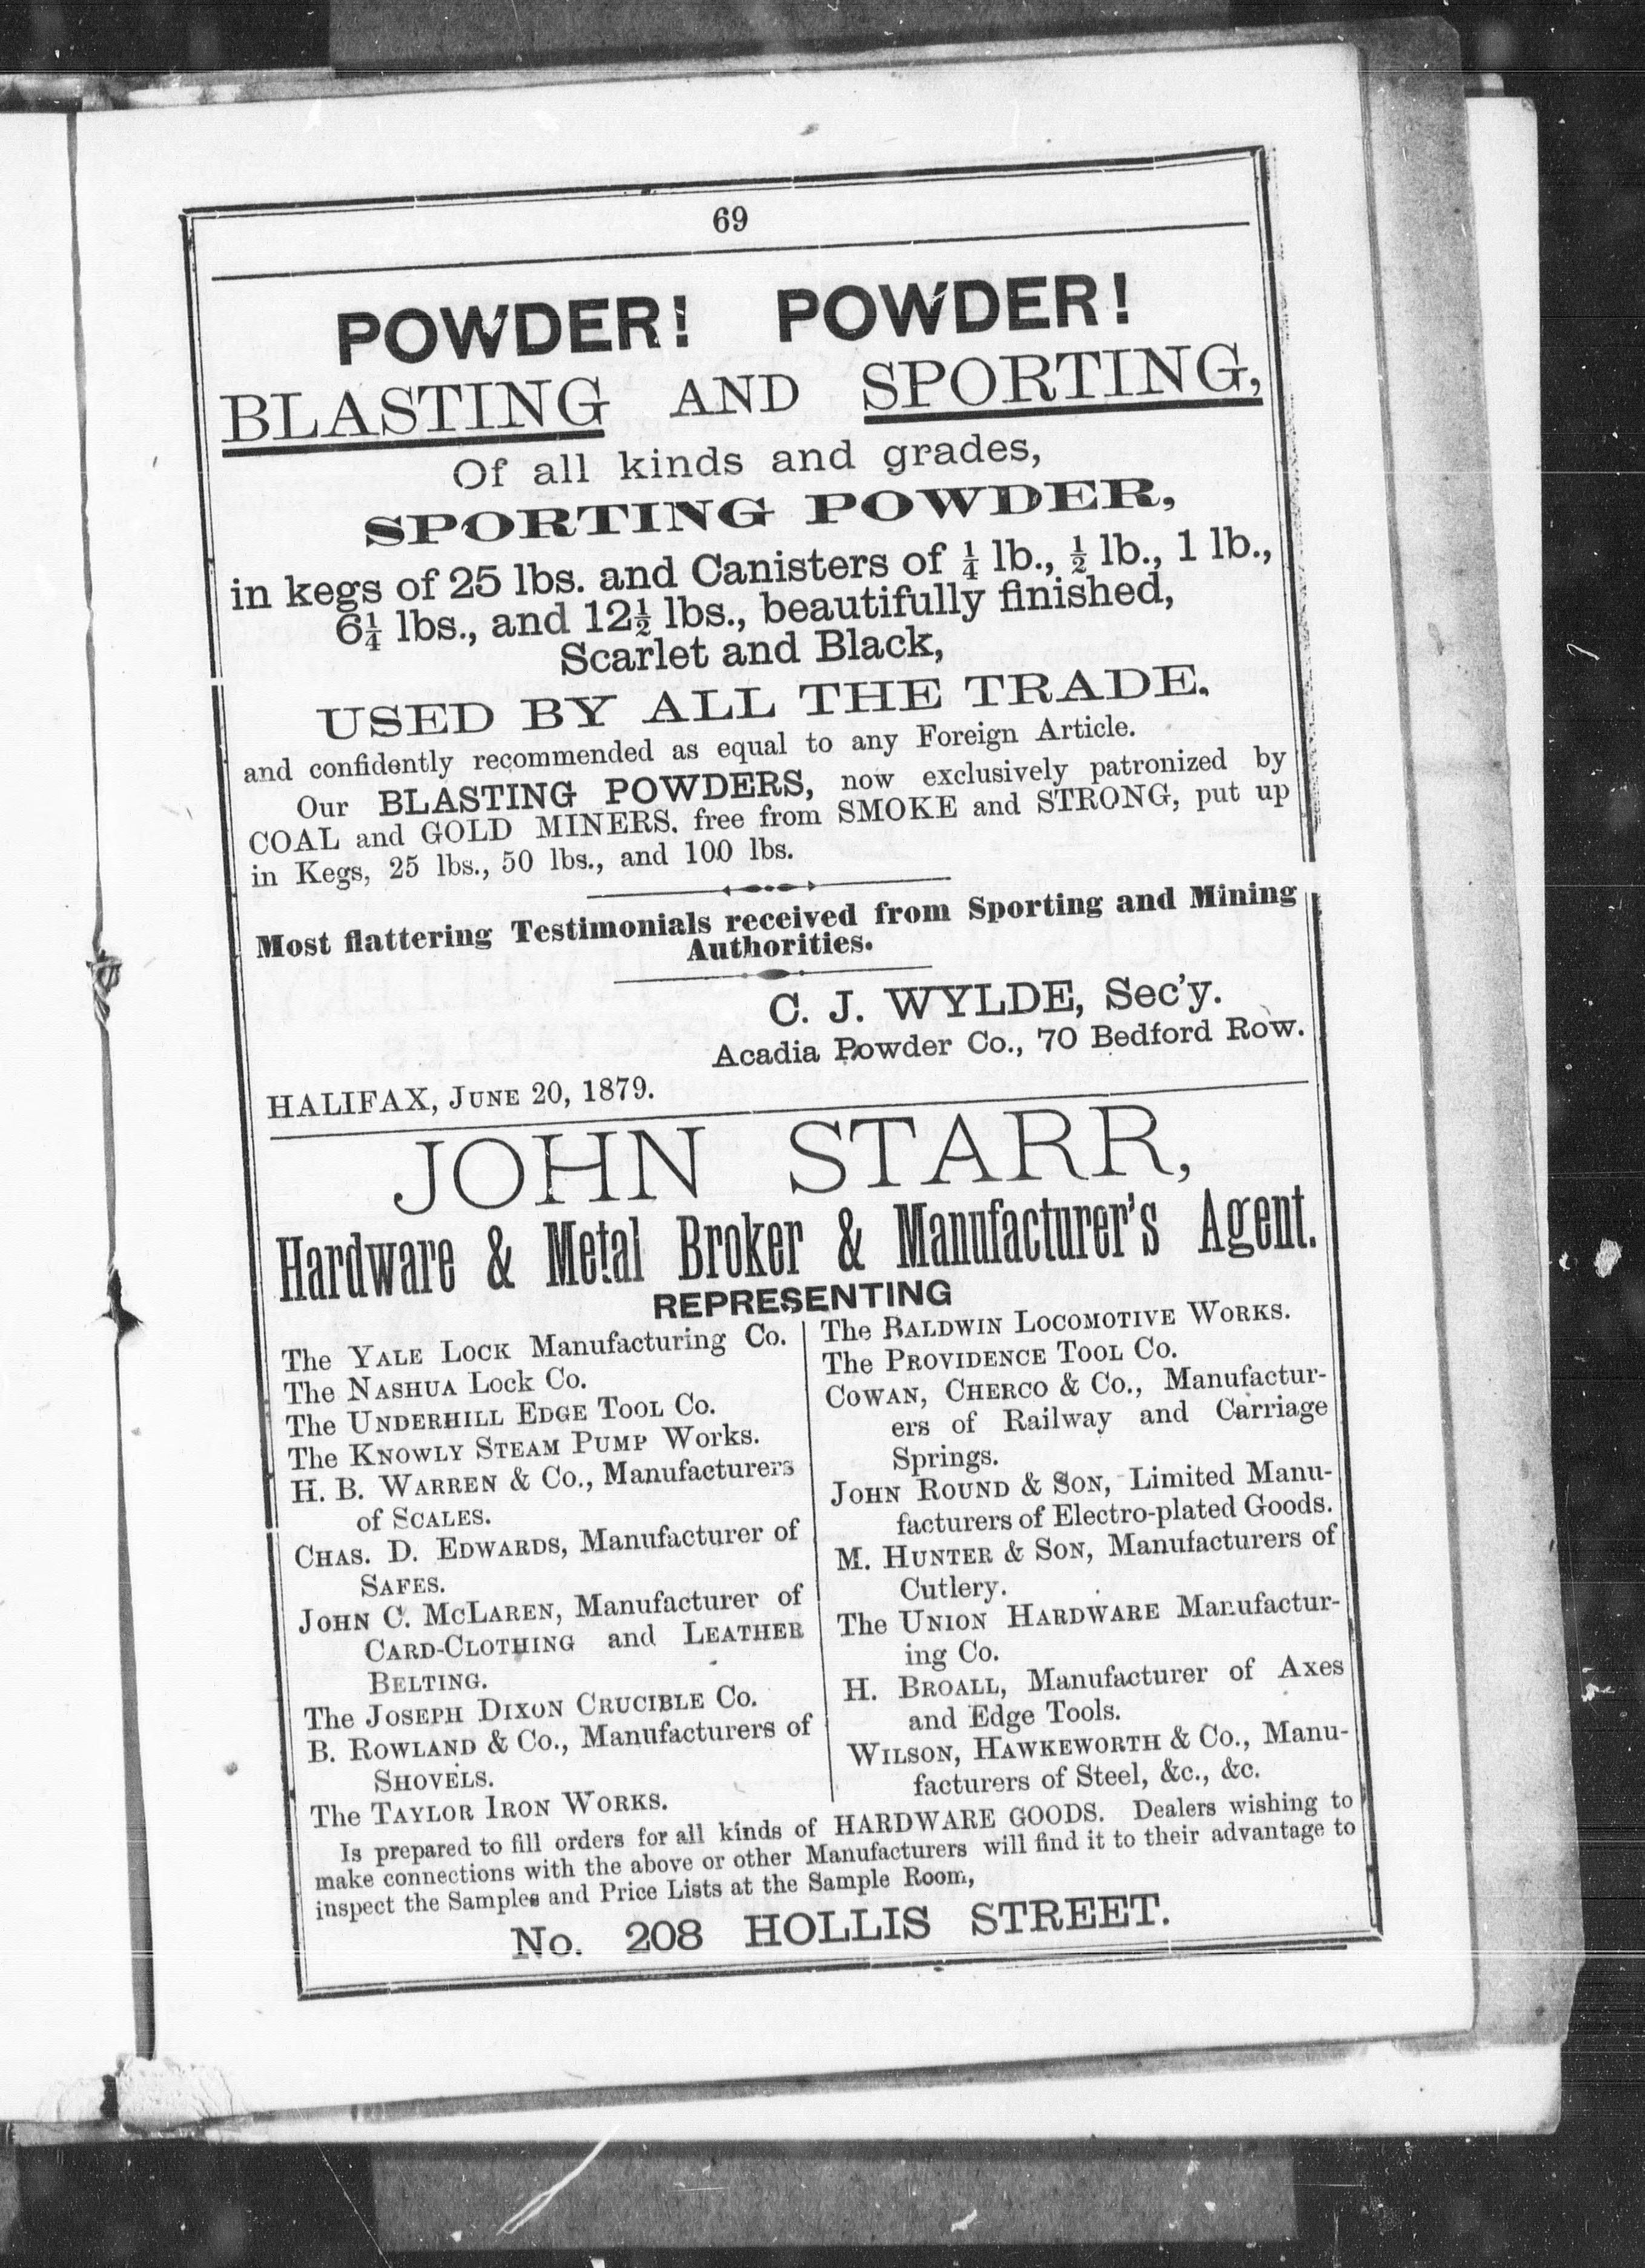 69
POWDER! POWDER!
BLASTING AND SPORTING,
Of all kinds and grades,
SPORTING POWDER,
in kegs of 25 lbs. and Canisters of ¼ lb., ½ lb., 1 lb.,
6¼ lbs., and 12½ lbs., beautifully finished,
Scarlet and Black,
USED BY ALL THE TRADE.
and confidently recommended as equal to any Foreign Article.
Our BLASTING POWDERS, now exclusively patronized by
COAL and GOLD MINERS. free from SMOKE and STRONG, put up
in Kegs, 25 lbs., 50 lbs., and 100 lbs.
Most flattering Testimonials received from Sporting and Mining
Authorities.
C. J. WYLDE, Sec'y.
Acadia Powder Co., 70 Bedford Row.
HALIFAX, JUNE 20, 1879.
JOHN STARR,
Hardware & Metal Broker & Manufacturer's Agent.
REPRESENTING
The YALE LOCK Manufacturing Co.
The NASHUA Lock Co.
The UNDERHILL EDGE TOOL Co.
The KNOWLY STEAM PUMP Works.
H. B. WARREN & Co., Manufacturers
of SCALES.
CHAS. D. EDWARDS, Manufacturer of
SAFES.
JOHN C. MCLAREN, Manufacturer of
CARD-CLOTHING and LEATHER
BELTING.
The JOSEPH DIXON CRUCIBLE Co.
B. ROWLAND & Co., Manufacturers of
SHOVELS.
The TAYLOR IRON WORKS.
The BALDWIN LOCOMOTIVE WORKS.
The PROVIDENCE TOOL Co.
COWAN, CHERCO & Co., Manufactur-
ers of Railway and Carriage
Springs.
JOHN ROUND & SON, Limited Manu-
facturers of Electro-plated Goods.
M. HUNTER & SON, Manufacturers of
Cutlery.
The UNION HARDWARE Manufactur-
ing Co.
H. BROALL, Manufacturer of Axes
and Edge Tools.
WILSON, HAWKEWORTH & Co., Manu-
facturers of Steel, &c., &c.
Is prepared to fill orders for all kinds of HARDWARE GOODS. Dealers wishing to
make connections with the above or other Manufacturers will find it to their advantage to
inspect the Samples and Price Lists at the Sample Room,
No. 208 HOLLIS STREET.